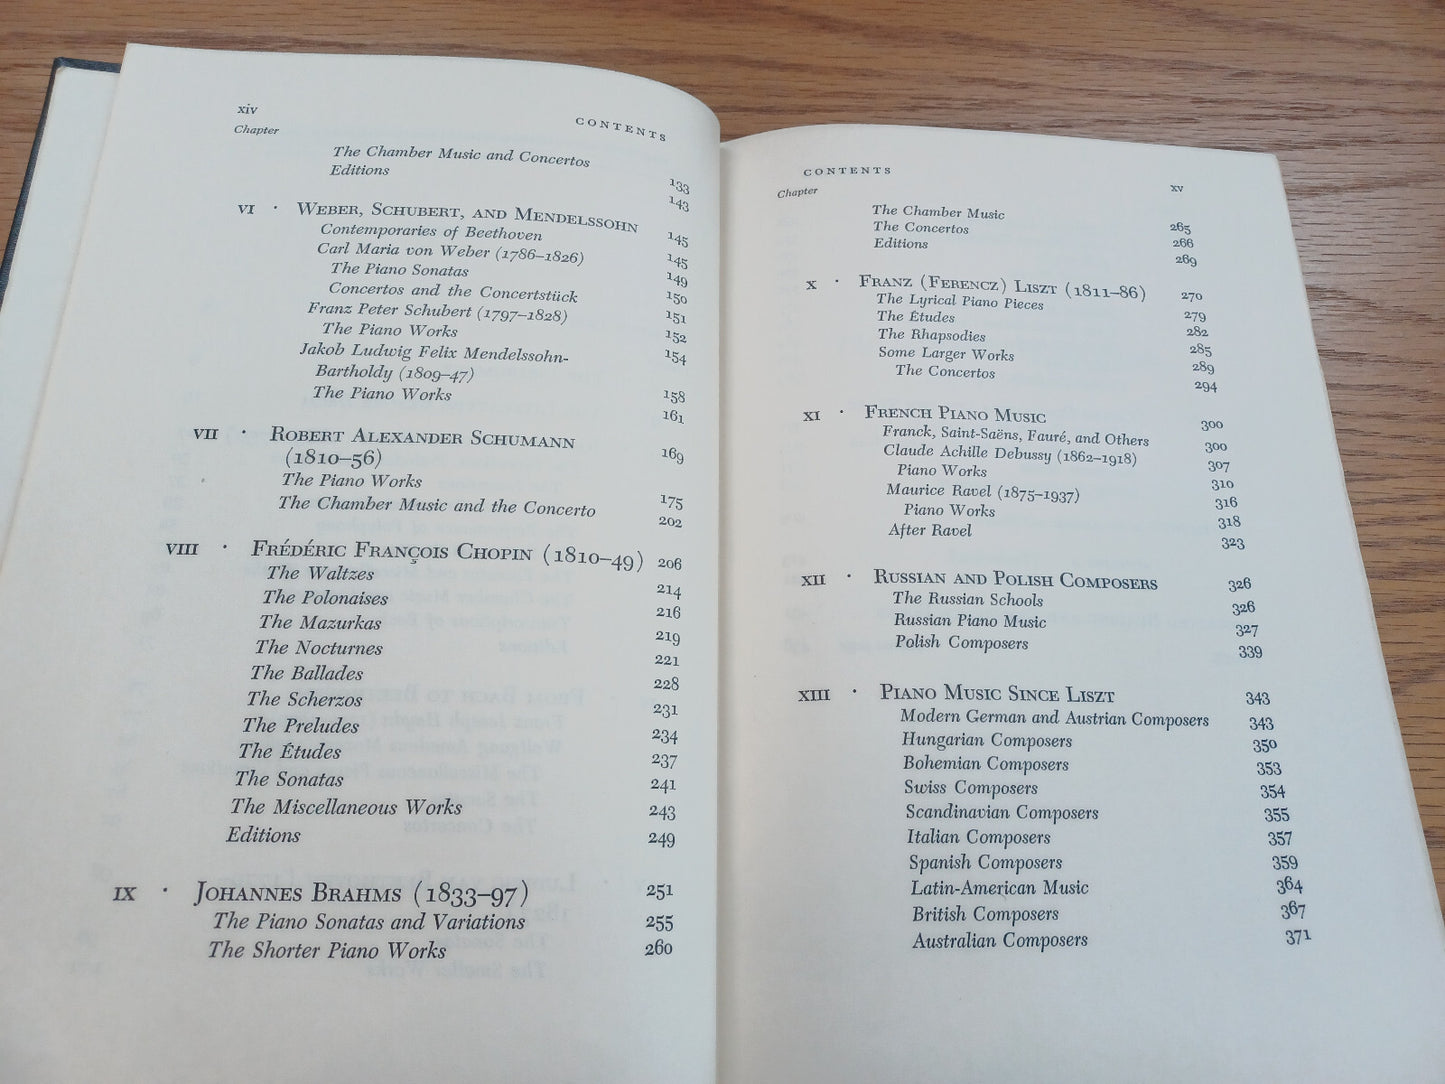 xiv CONTENTS
Chapter
The Chamber Music and Concertos 133
Editions 143
VI · WEBER, SCHUBERT, AND MENDELSSOHN 145
Contemporaries of Beethoven 145
Carl Maria von Weber (1786–1826) 149
The Piano Sonatas 150
Concertos and the Concertstück 151
Franz Peter Schubert (1797–1828) 152
The Piano Works 154
Jakob Ludwig Felix Mendelssohn-
Bartholdy (1809–47) 158
The Piano Works 161
VII · ROBERT ALEXANDER SCHUMANN
(1810–56) 169
The Piano Works 175
The Chamber Music and the Concerto 202
VIII · FRÉDÉRIC FRANÇOIS CHOPIN (1810–49) 206
The Waltzes 214
The Polonaises 216
The Mazurkas 219
The Nocturnes 221
The Ballades 228
The Scherzos 231
The Preludes 234
The Études 237
The Sonatas 241
The Miscellaneous Works 243
Editions 249
IX · JOHANNES BRAHMS (1833–97) 251
The Piano Sonatas and Variations 255
The Shorter Piano Works 260
CONTENTS xv
Chapter
The Chamber Music 265
The Concertos 266
Editions 269
X · FRANZ (FERENCZ) LISZT (1811–86) 270
The Lyrical Piano Pieces 279
The Études 282
The Rhapsodies 285
Some Larger Works 289
The Concertos 294
XI · FRENCH PIANO MUSIC 300
Franck, Saint-Saëns, Fauré, and Others 300
Claude Achille Debussy (1862–1918) 307
Piano Works 310
Maurice Ravel (1875–1937) 316
Piano Works 318
After Ravel 323
XII · RUSSIAN AND POLISH COMPOSERS 326
The Russian Schools 326
Russian Piano Music 327
Polish Composers 339
XIII · PIANO MUSIC SINCE LISZT 343
Modern German and Austrian Composers 343
Hungarian Composers 350
Bohemian Composers 353
Swiss Composers 354
Scandinavian Composers 355
Italian Composers 357
Spanish Composers 359
Latin-American Music 364
British Composers 367
Australian Composers 371